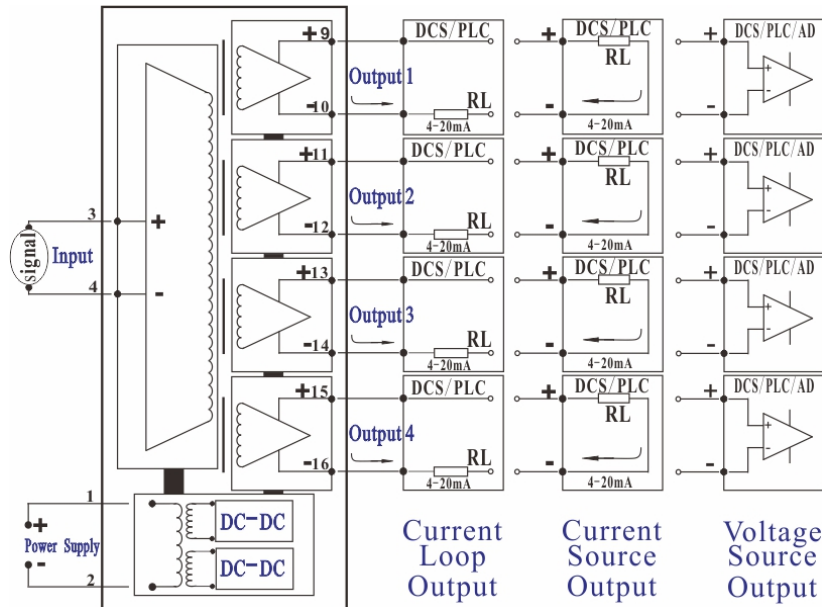 +9
-10
Output 1
DCS/PLC
RL
4-20mA
+
-
DCS/PLC
RL
4-20mA
+
-
DCS/PLC/AD
+
-
+11
-12
Output 2
DCS/PLC
RL
4-20mA
+
-
DCS/PLC
RL
4-20mA
+
-
DCS/PLC/AD
+
-
3
+
signal
Input
4
-
+13
-14
Output 3
DCS/PLC
RL
4-20mA
+
-
DCS/PLC
RL
4-20mA
+
-
DCS/PLC/AD
+
-
+15
-16
Output 4
DCS/PLC
RL
4-20mA
+
-
DCS/PLC
RL
4-20mA
+
-
DCS/PLC/AD
+
-
1
+
Power Supply
-
2
DC-DC
DC-DC
Current
Loop
Output
Current
Source
Output
Voltage
Source
Output